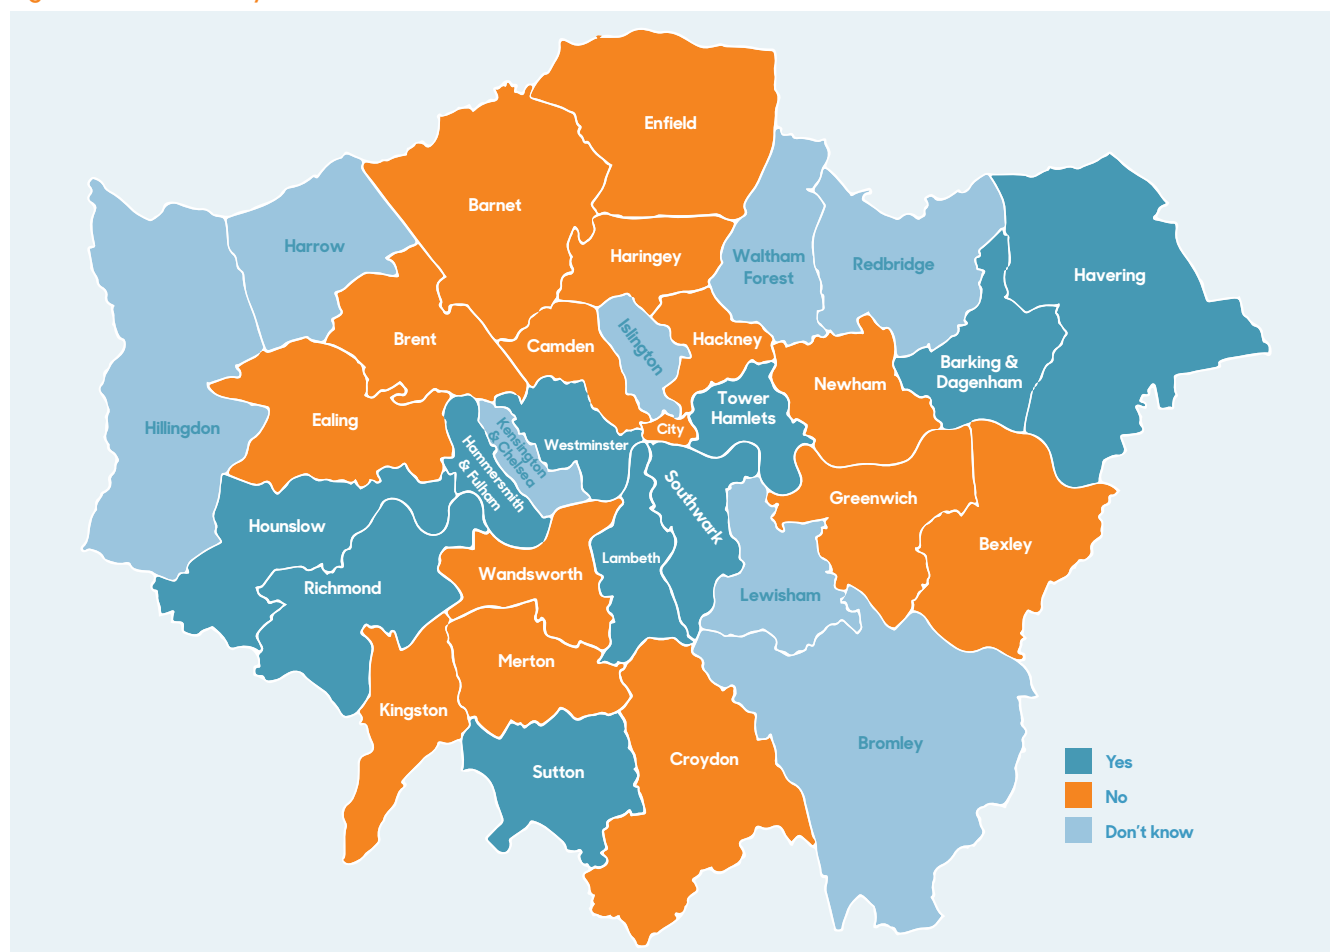 Enfield
Barnet
Harrow
Haringey
Waltham
Forest
Redbridge
Havering
Brent
Camden
Islington
Hackney
Barking &
Dagenham
Newham
Tower
Hamlets
Hillingdon
Ealing
City
Westminster
Kensington
& Chelsea
Hammersmith
& Fulham
Southwark
Greenwich
Hounslow
Bexley
Lambeth
Wandsworth
Richmond
Lewisham
Merton
Kingston
Bromley
Croydon
Sutton
Yes
No
Don't know